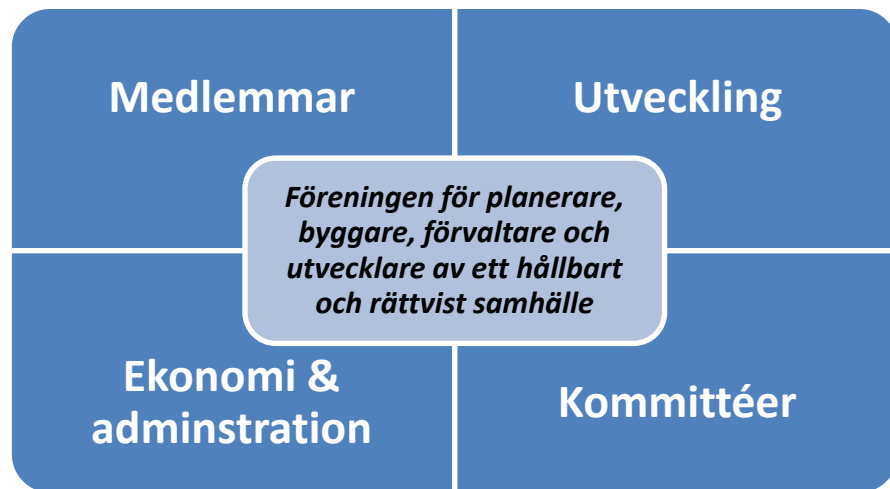 Medlemmar
Utveckling
Föreningen för planerare,
byggare, förvaltare och
utvecklare av ett hållbart
och rättvist samhälle
Ekonomi &
adminstration
Kommittéer